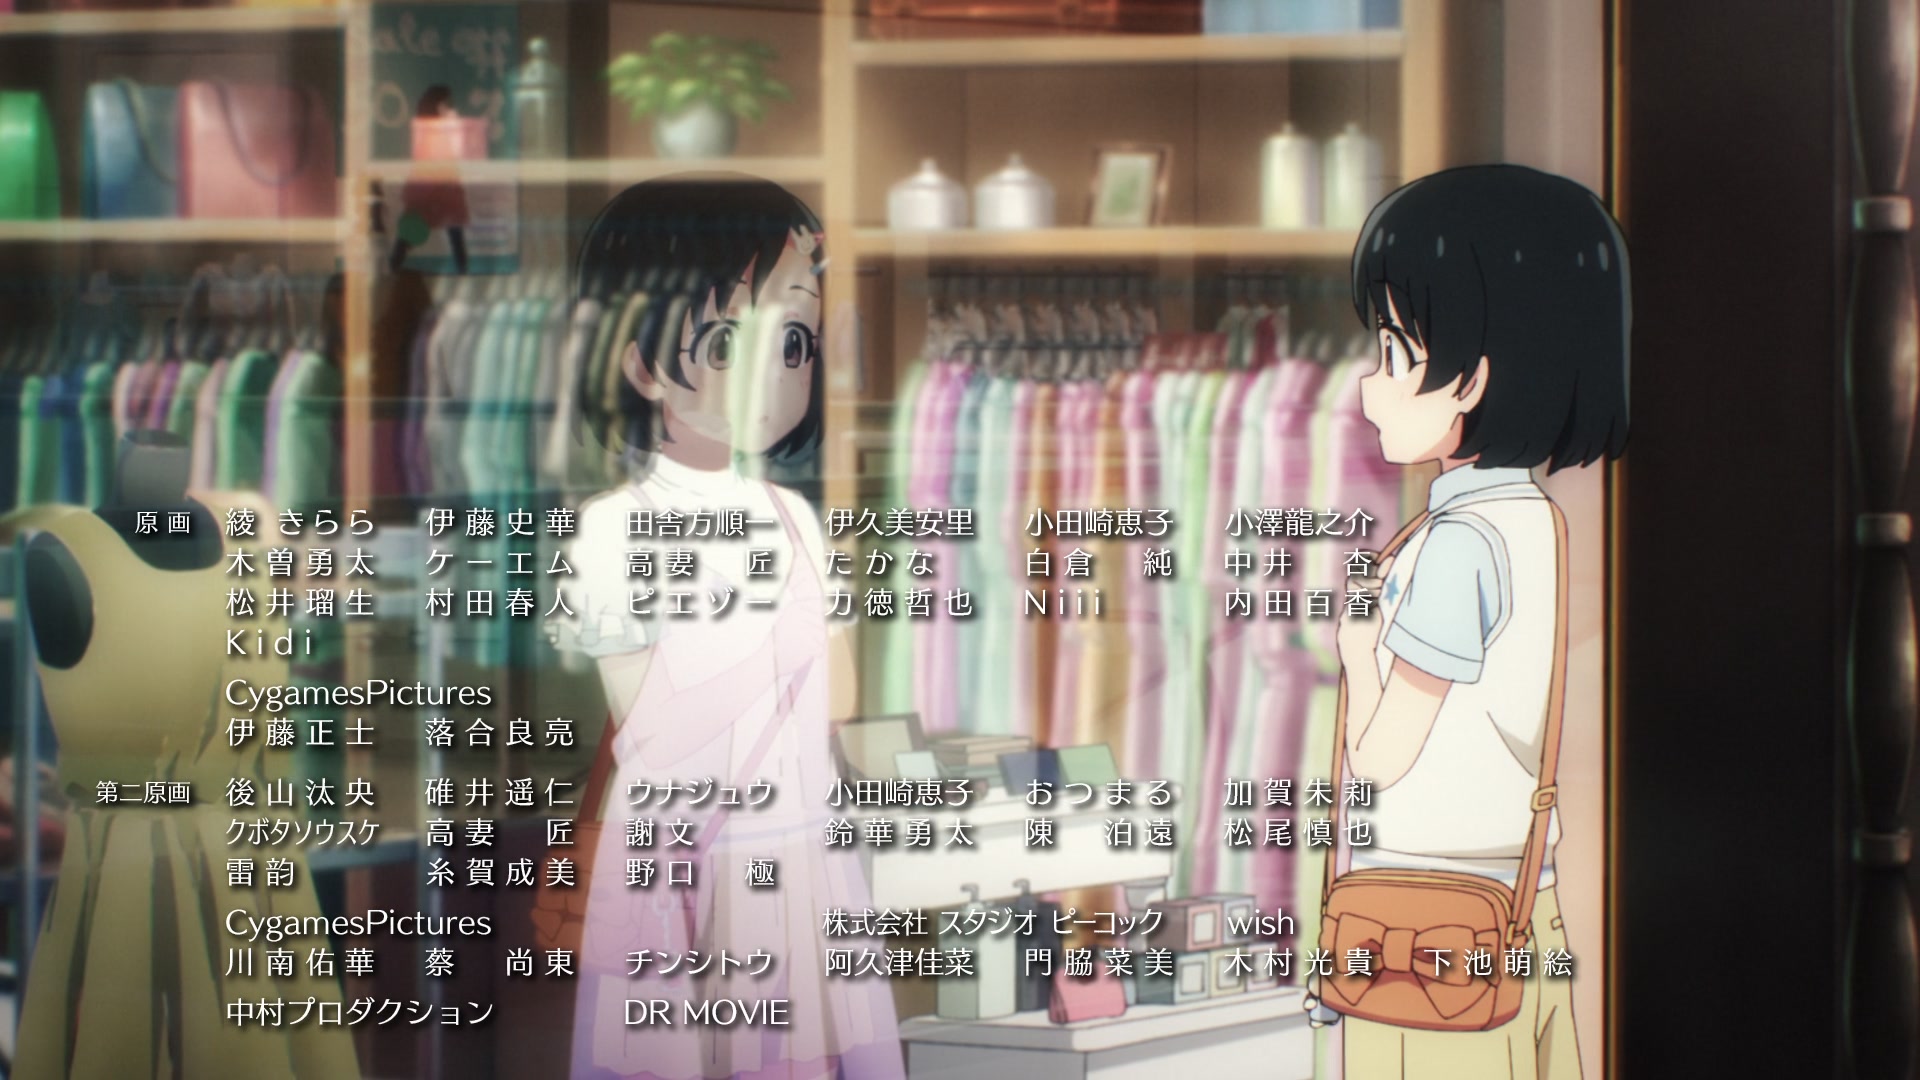 Sale off
原画 綾 きらら 伊藤史華 田舎方順一 伊久美安里 小田崎恵子 小澤龍之介
木曽勇太 ケーエム 高妻 匠 たかな 白倉 純 中井 杏
松井瑠生 村田春人 ピエゾー 力徳哲也 Niii 内田百香
Kidi
CygamesPictures
伊藤正士 落合良亮
第二原画 後山汰央 碓井遥仁 ウナジュウ 小田崎恵子 おつまる 加賀朱莉
クボタソウスケ 高妻 匠 謝文 鈴華勇太 陳 泊遠 松尾慎也
雷韵 糸賀成美 野口 極
CygamesPictures 株式会社 スタジオ ピーコック wish
川南佑華 蔡 尚東 チンシトウ 阿久津佳菜 門脇菜美 木村光貴 下池萌絵
中村プロダクション DR MOVIE